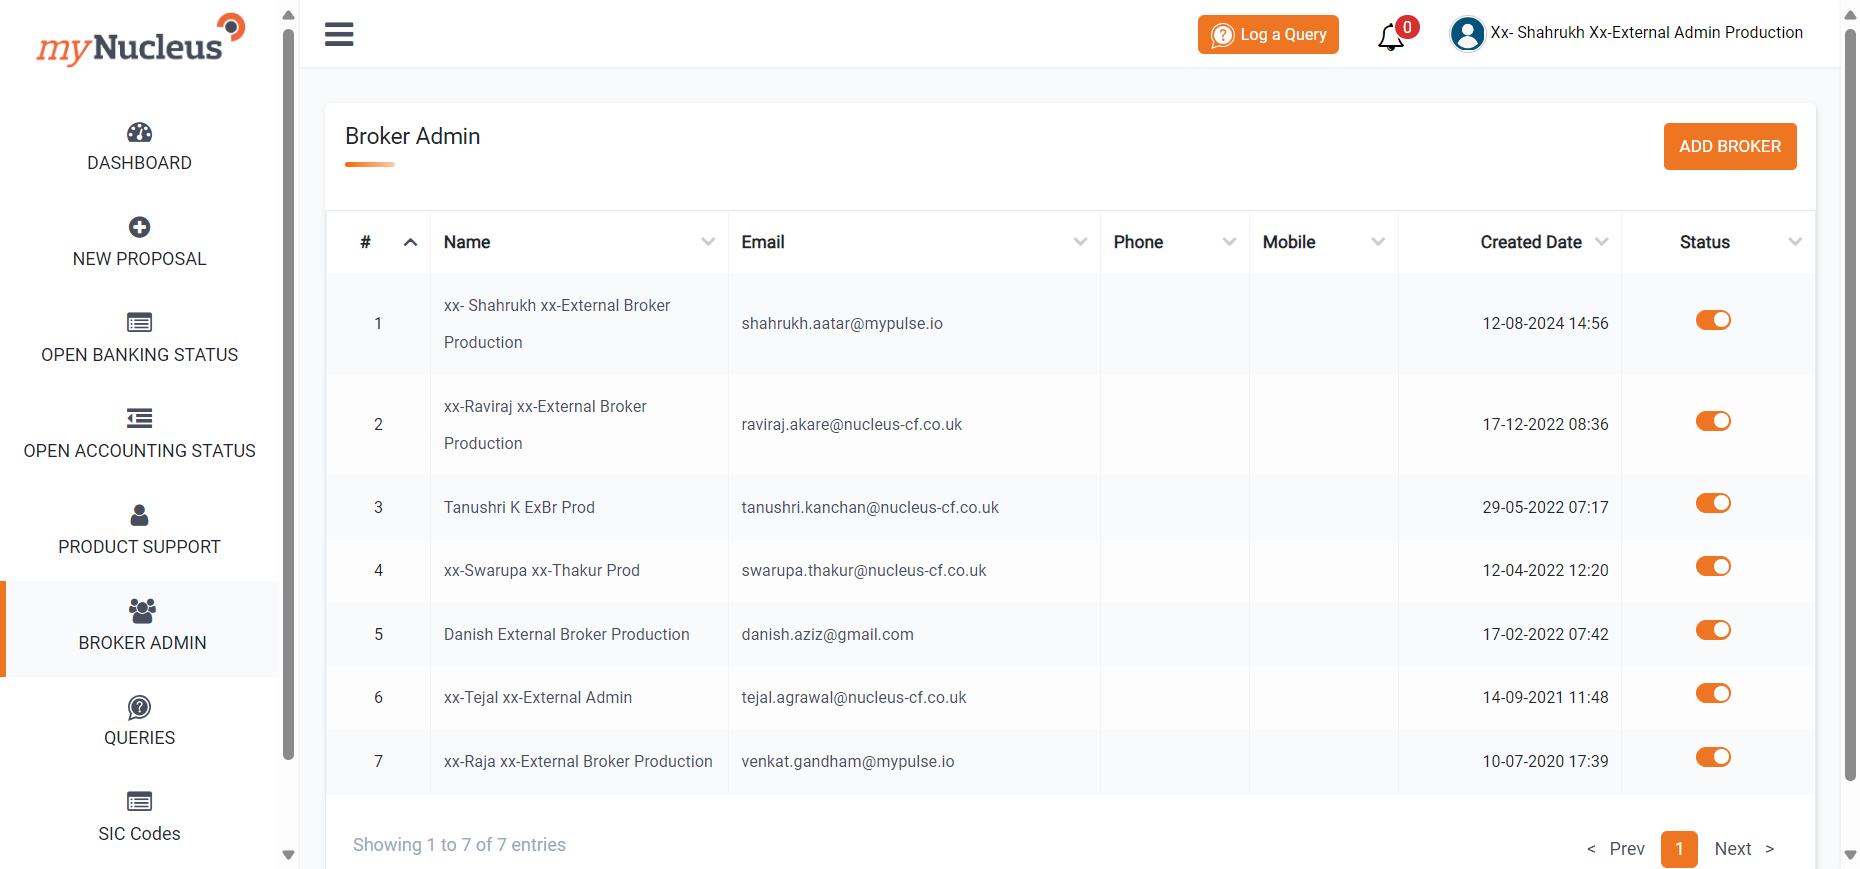 myNucleus
Log a Query
0
Xx- Shahrukh Xx-External Admin Production
DASHBOARD
NEW PROPOSAL
OPEN BANKING STATUS
OPEN ACCOUNTING STATUS
PRODUCT SUPPORT
BROKER ADMIN
QUERIES
SIC Codes
Broker Admin
ADD BROKER
# Name Email Phone Mobile Created Date Status
1 xx- Shahrukh xx-External Broker Production shahrukh.aatar@mypulse.io 12-08-2024 14:56
2 xx-Raviraj xx-External Broker Production raviraj.akare@nucleus-cf.co.uk 17-12-2022 08:36
3 Tanushri K ExBr Prod tanushri.kanchan@nucleus-cf.co.uk 29-05-2022 07:17
4 xx-Swarupa xx-Thakur Prod swarupa.thakur@nucleus-cf.co.uk 12-04-2022 12:20
5 Danish External Broker Production danish.aziz@gmail.com 17-02-2022 07:42
6 xx-Tejal xx-External Admin tejal.agrawal@nucleus-cf.co.uk 14-09-2021 11:48
7 xx-Raja xx-External Broker Production venkat.gandham@mypulse.io 10-07-2020 17:39
Showing 1 to 7 of 7 entries
< Prev 1 Next >